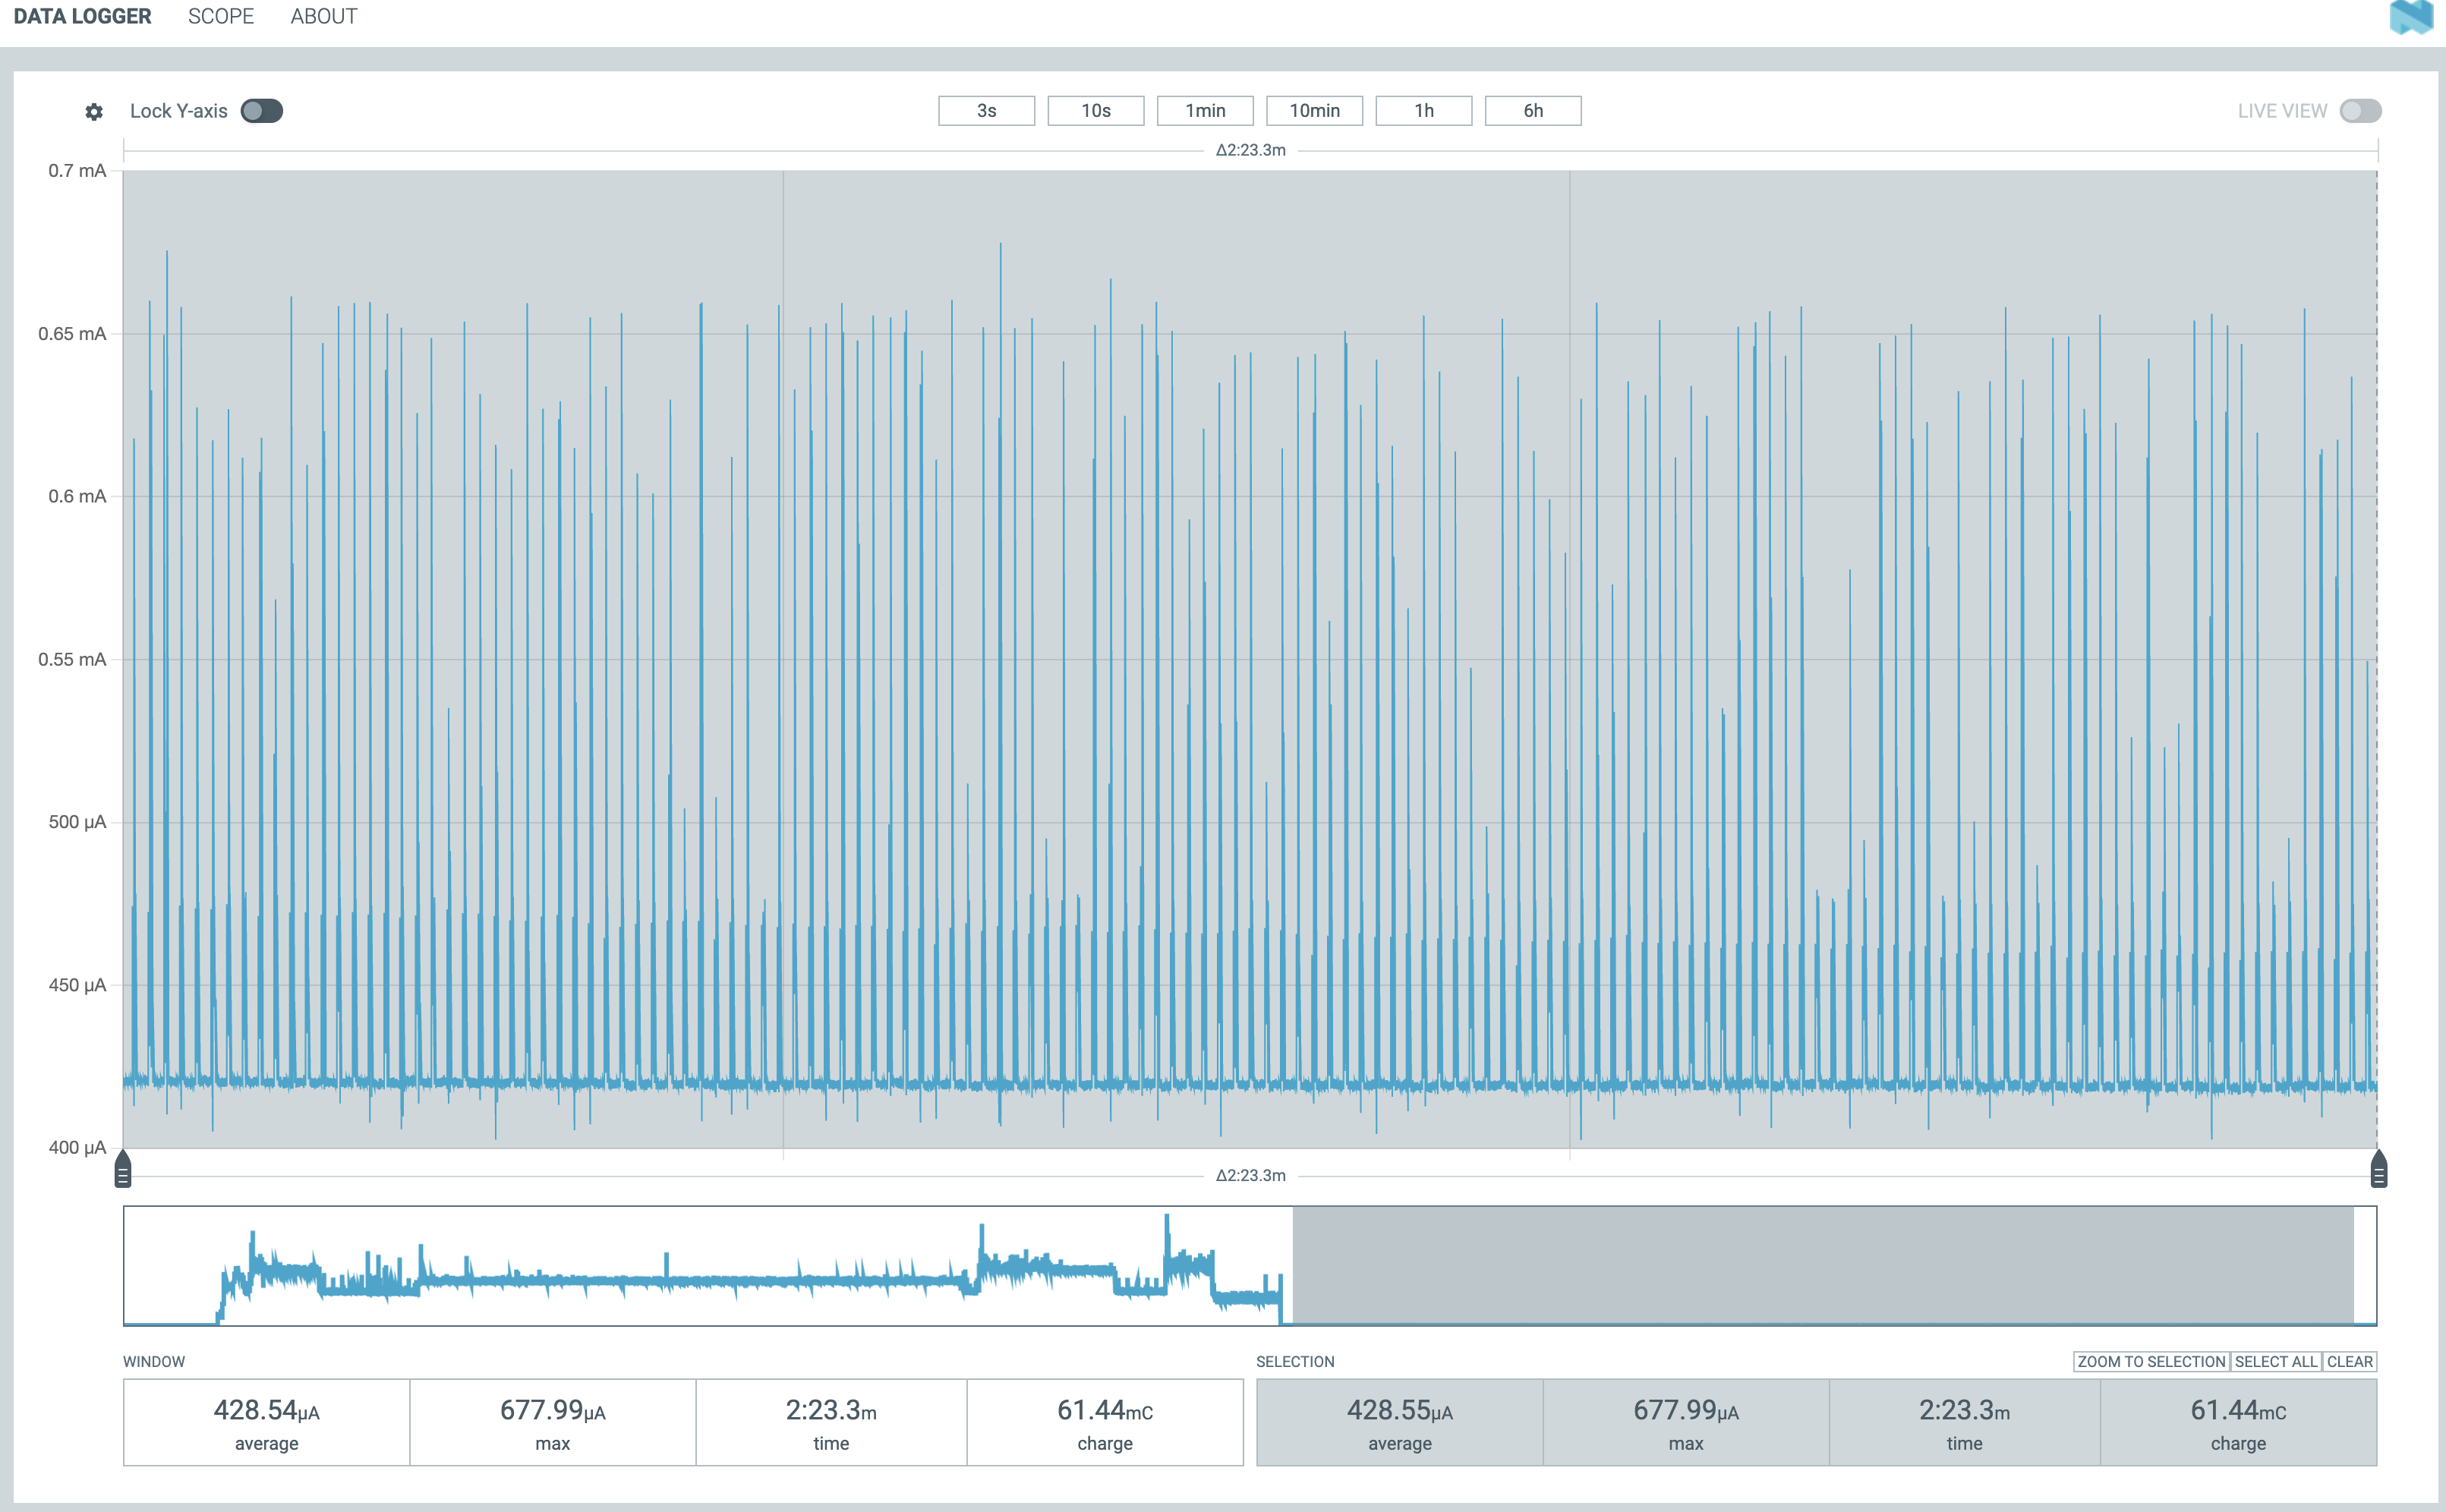 DATA LOGGER SCOPE ABOUT
Lock Y-axis 3s 10s 1min 10min 1h 6h LIVE VIEW
Δ2:23.3m
0.7 mA
0.65 mA
0.6 mA
0.55 mA
500 μA
450 μA
400 μA
Δ2:23.3m
WINDOW SELECTION ZOOM TO SELECTION SELECT ALL CLEAR
428.54μA 677.99μA 2:23.3m 61.44mC 428.55μA 677.99μA 2:23.3m 61.44mC
average max time charge average max time charge